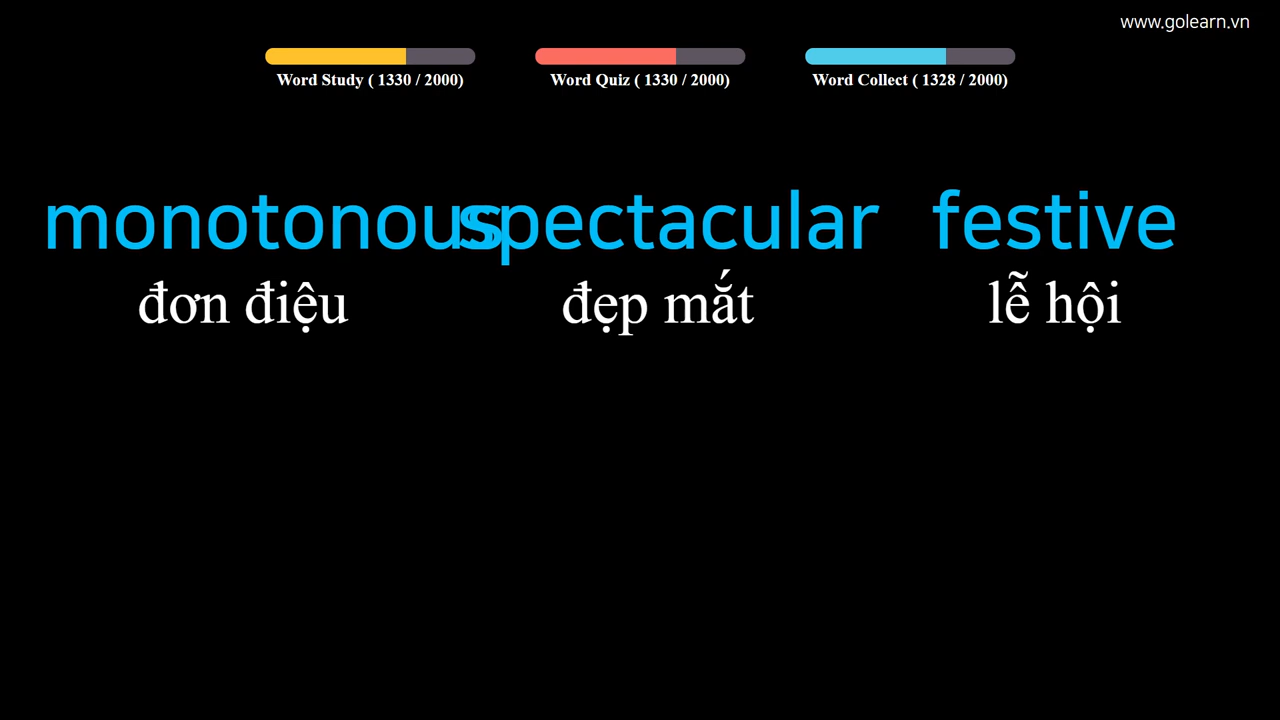 www.golearn.vn
Word Study ( 1330 / 2000)
Word Quiz ( 1330 / 2000)
Word Collect ( 1328 / 2000)
monotonous spectacular festive
đơn điệu đẹp mắt lễ hội